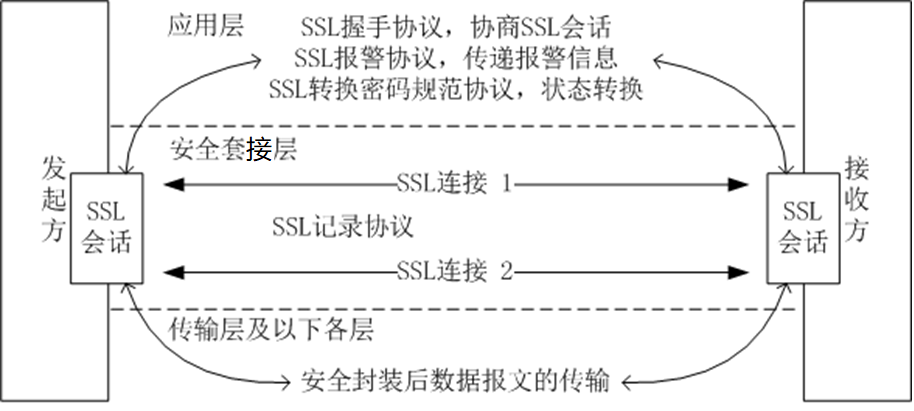 应用层
SSL握手协议，协商SSL会话
SSL报警协议，传递报警信息
SSL转换密码规范协议，状态转换
安全套接层
发起方
SSL会话
SSL连接 1
SSL记录协议
SSL连接 2
SSL会话
接收方
传输层及以下各层
安全封装后数据报文的传输